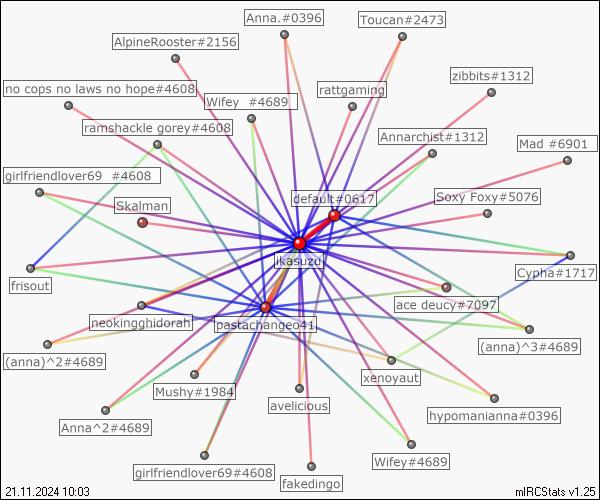 Anna.#0396
Toucan#2473
AlpineRooster#2156
zibbits#1312
no cops no laws no hope#4608
rattgaming
Wifey #4689
ramshackle gorey#4608
Annarchist#1312
Mad #6901
girlfriendlover69 #4608
default#0617
Soxy Foxy#5076
Skalman
ikasuzu
Cypha#1717
frisout
ace deucy#7097
neokingghidorah
pastachangeo41
(anna)^2#4689
(anna)^3#4689
xenoyaut
Mushy#1984
avelicious
hypomanianna#0396
Anna^2#4689
Wifey#4689
girlfriendlover69#4608
fakedingo
21.11.2024 10:03
mIRCStats v1.25